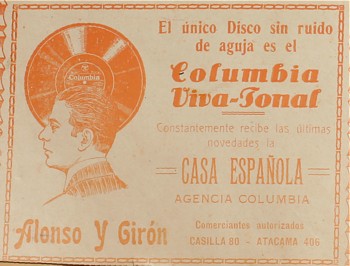 El único Disco sin ruido
de aguja es el
Columbia
Viva-Tonal
Columbia
Constantemente recibe las últimas
novedades la
CASA ESPAÑOLA
AGENCIA COLUMBIA
Alonso Y Girón
Comerciantes autorizados
CASILLA 80 - ATACAMA 406